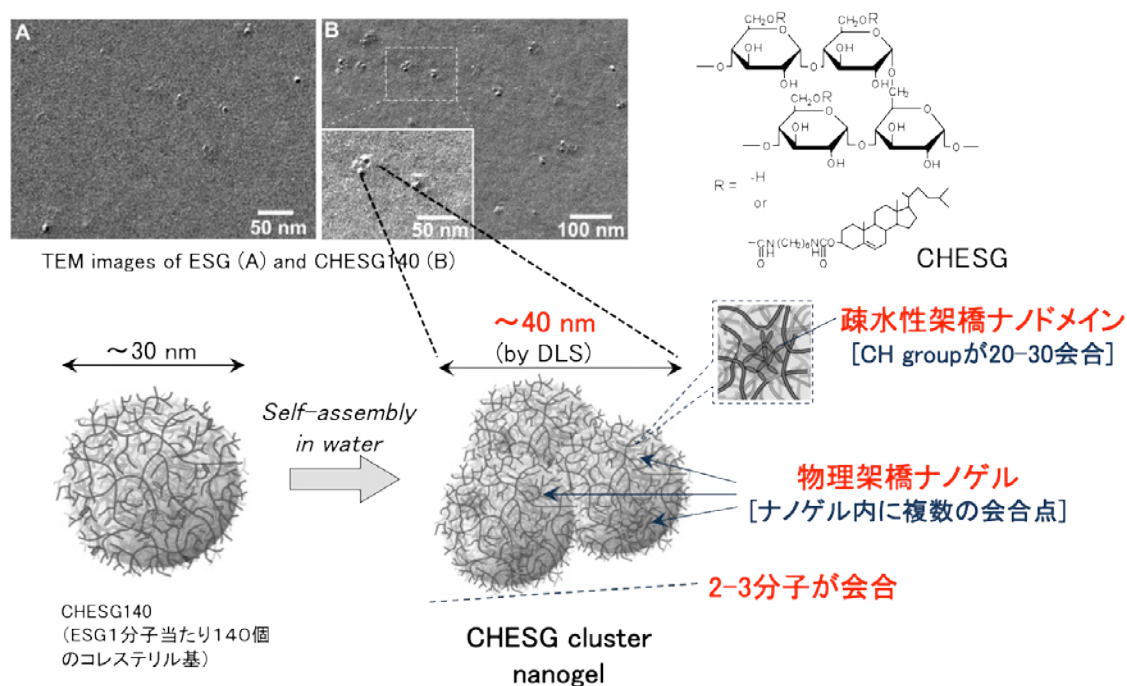 A
50 nm
B
50 nm
100 nm
TEM images of ESG (A) and CHESG140 (B)
CH₂OR
CH₂OR
OH
OH
OH
OH
O
CH₂
CH₂OR
OH
OH
OH
OH
R = -H
or
-CN(CH₂)₆NCO
H
H
O
O
CHESG
~30 nm
Self-assembly
in water
~40 nm
(by DLS)
疎水性架橋ナノドメイン
[CH groupが20-30会合]
物理架橋ナノゲル
[ナノゲル内に複数の会合点]
2-3分子が会合
CHESG140
(ESG1分子当たり140個
のコレステリル基)
CHESG cluster
nanogel